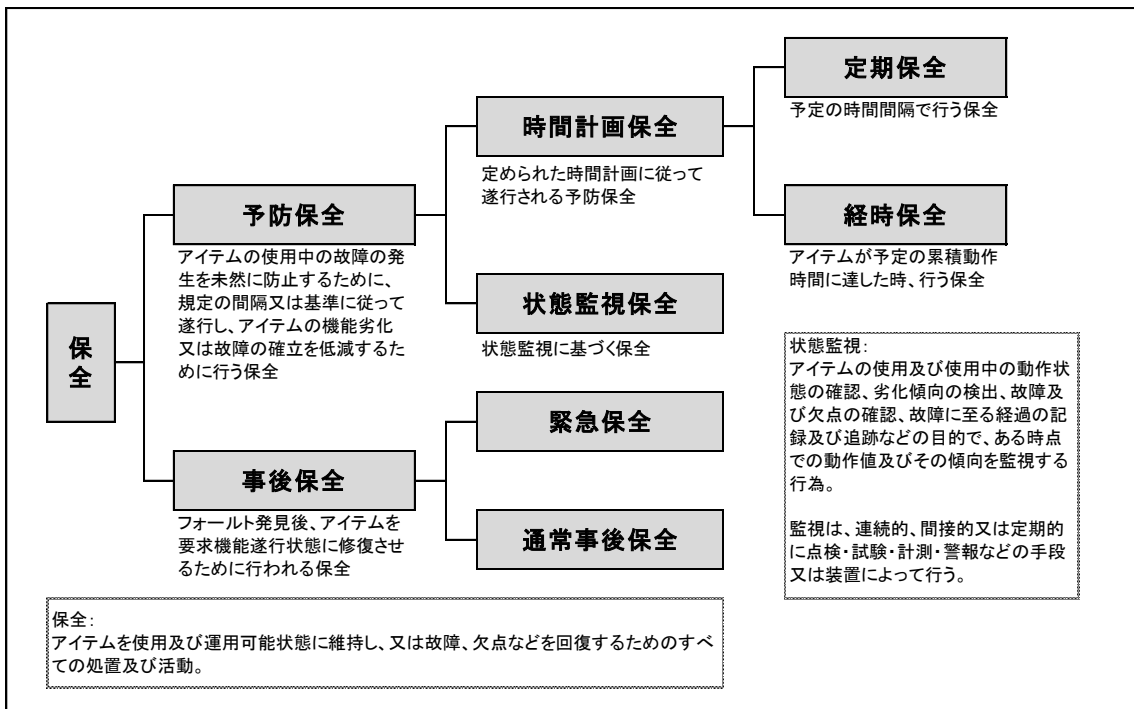 定期保全
予定の時間間隔で行う保全
時間計画保全
定められた時間計画に従って
遂行される予防保全
経時保全
アイテムが予定の累積動作
時間に達した時、行う保全
予防保全
アイテムの使用中の故障の発
生を未然に防止するために、
規定の間隔又は基準に従って
遂行し、アイテムの機能劣化
又は故障の確立を低減するた
めに行う保全
状態監視保全
状態監視に基づく保全
保
全
状態監視:
アイテムの使用及び使用中の動作状
態の確認、劣化傾向の検出、故障及
び欠点の確認、故障に至る経過の記
録及び追跡などの目的で、ある時点
での動作値及びその傾向を監視する
行為。
監視は、連続的、間接的又は定期的
に点検・試験・計測・警報などの手段
又は装置によって行う。
緊急保全
事後保全
フォールト発見後、アイテムを
要求機能遂行状態に修復させ
るために行われる保全
通常事後保全
保全:
アイテムを使用及び運用可能状態に維持し、又は故障、欠点などを回復するためのすべ
ての処置及び活動。